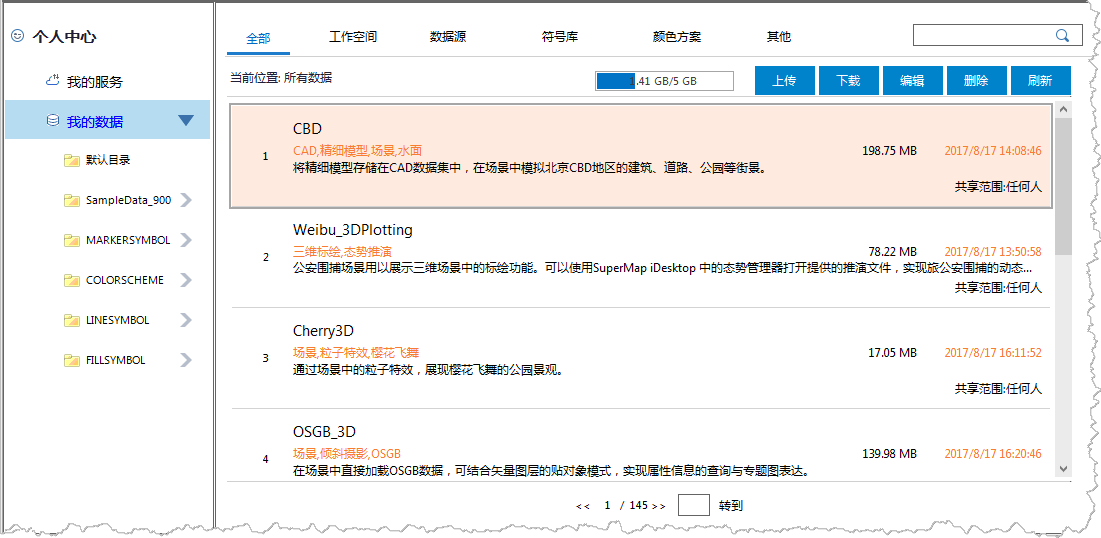 个人中心
我的服务
我的数据
默认目录
SampleData_900
MARKERSYMBOL
COLORSCHEME
LINESYMBOL
FILLSYMBOL
全部 工作空间 数据源 符号库 颜色方案 其他
当前位置: 所有数据 1.41 GB/5 GB 上传 下载 编辑 删除 刷新
CBD
1 CAD,精细模型,场景,水面 198.75 MB 2017/8/17 14:08:46
将精细模型存储在CAD数据集中，在场景中模拟北京CBD地区的建筑、道路、公园等街景。
共享范围:任何人
Weibu_3DPlotting
2 三维标绘,态势推演 78.22 MB 2017/8/17 13:50:58
公安围捕场景用以展示三维场景中的标绘功能。可以使用SuperMap iDesktop 中的态势管理器打开提供的推演文件，实现旅公安围捕的动态...
共享范围:任何人
Cherry3D
3 场景,粒子特效,樱花飞舞 17.05 MB 2017/8/17 16:11:52
通过场景中的粒子特效，展现樱花飞舞的公园景观。
共享范围:任何人
OSGB_3D
4 场景,倾斜摄影,OSGB 139.98 MB 2017/8/17 16:20:46
在场景中直接加载OSGB数据，可结合矢量图层的贴对象模式，实现属性信息的查询与专题图表达。
<< 1 / 145 >> 转到